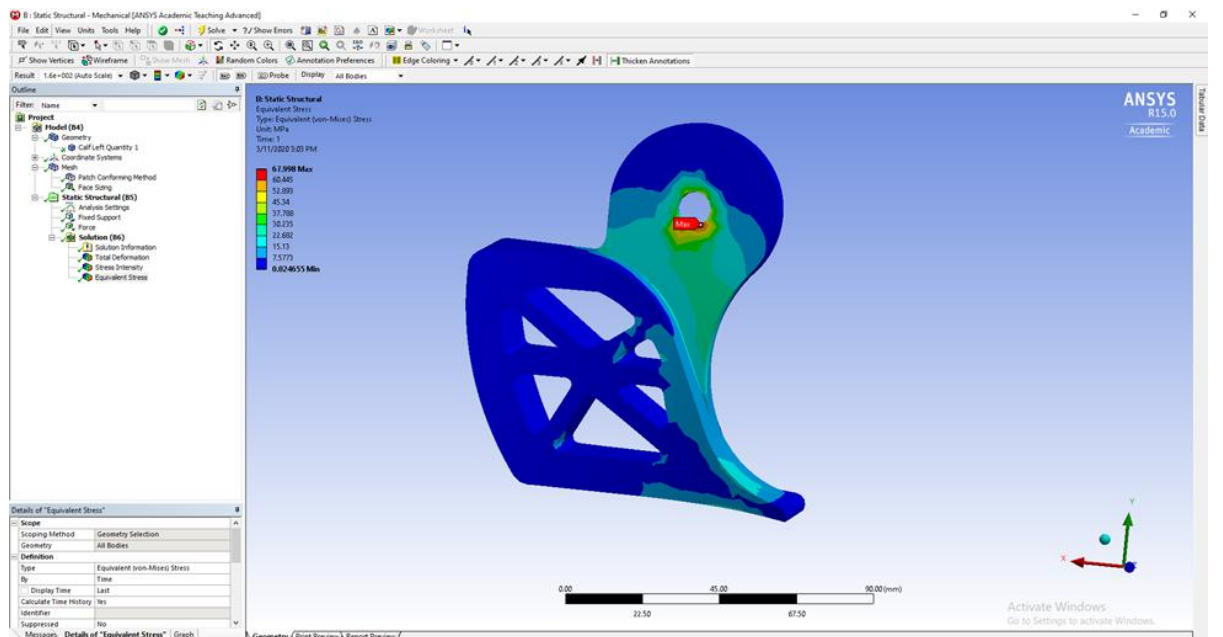 B : Static Structural - Mechanical [ANSYS Academic Teaching Advanced]
File Edit View Units Tools Help Solve ?/ Show Errors Worksheet
Show Vertices Wireframe Show Mesh Random Colors Annotation Preferences Edge Coloring Thicken Annotations
Result 1.6e+002 (Auto Scale) Probe Display All Bodies
Outline
Filter: Name
Project
Model (B4)
Geometry
Calf Left Quantity 1
Coordinate Systems
Mesh
Patch Conforming Method
Face Sizing
Static Structural (B5)
Analysis Settings
Fixed Support
Force
Solution (B6)
Solution Information
Total Deformation
Stress Intensity
Equivalent Stress
Details of "Equivalent Stress"
Scope
Scoping Method Geometry Selection
Geometry All Bodies
Definition
Type Equivalent (von-Mises) Stress
By Time
Display Time Last
Calculate Time History Yes
Identifier
Suppressed No
Messages Details of "Equivalent Stress" Graph
B: Static Structural
Equivalent Stress
Type: Equivalent (von-Mises) Stress
Unit: MPa
Time: 1
3/11/2020 3:03 PM
67.998 Max
60.445
52.893
45.34
37.788
30.235
22.682
15.13
7.5773
0.024655 Min
Max
ANSYS
R15.0
Academic
Tabular Data
0.00 45.00 90.00 (mm)
22.50 67.50
Y
X
Z
Activate Windows
Go to Settings to activate Windows.
Geometry Print Preview Report Preview